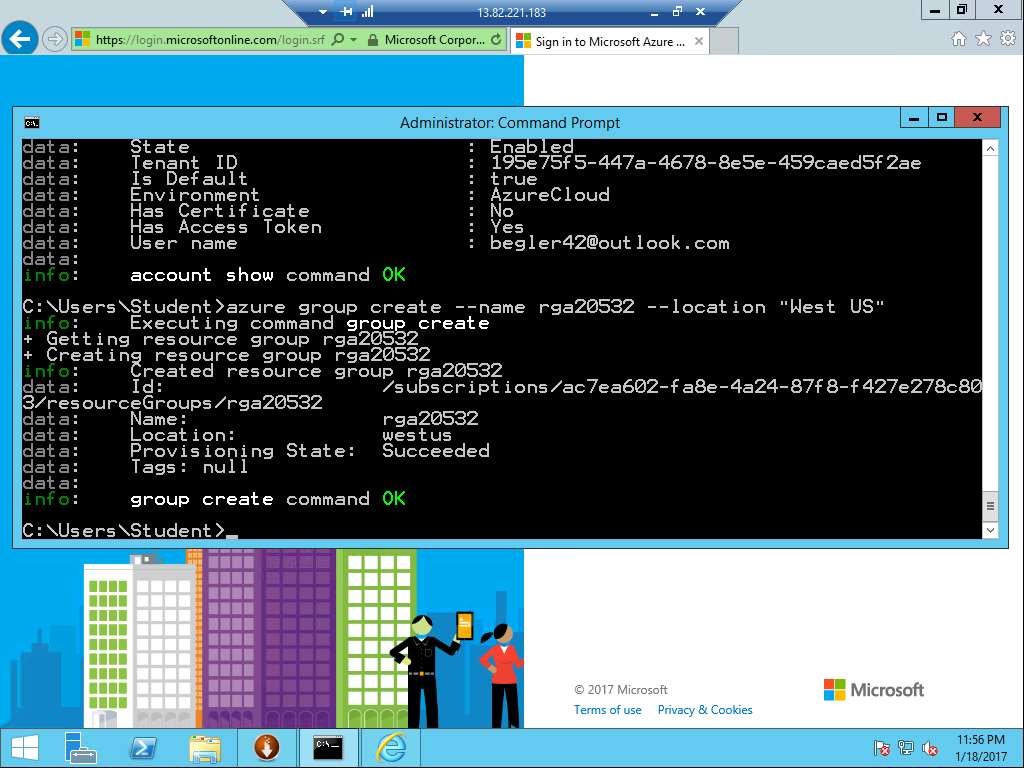 13.82.221.183
https://login.microsoftonline.com/login.srf
Microsoft Corpor...
Sign in to Microsoft Azure ...
Administrator: Command Prompt
data:    State                       : Enabled
data:    Tenant ID                   : 195e75f5-447a-4678-8e5e-459caed5f2ae
data:    Is Default                  : true
data:    Environment                 : AzureCloud
data:    Has Certificate             : No
data:    Has Access Token            : Yes
data:    User name                   : begler42@outlook.com
data:
info:    account show command OK
C:\Users\Student>azure group create --name rga20532 --location "West US"
info:    Executing command group create
+ Getting resource group rga20532
+ Creating resource group rga20532
info:    Created resource group rga20532
data:    Id:                  /subscriptions/ac7ea602-fa8e-4a24-87f8-f427e278c80
3/resourceGroups/rga20532
data:    Name:                rga20532
data:    Location:            westus
data:    Provisioning State:  Succeeded
data:    Tags: null
data:
info:    group create command OK
C:\Users\Student>_
© 2017 Microsoft
Terms of use    Privacy & Cookies
Microsoft
11:56 PM
1/18/2017